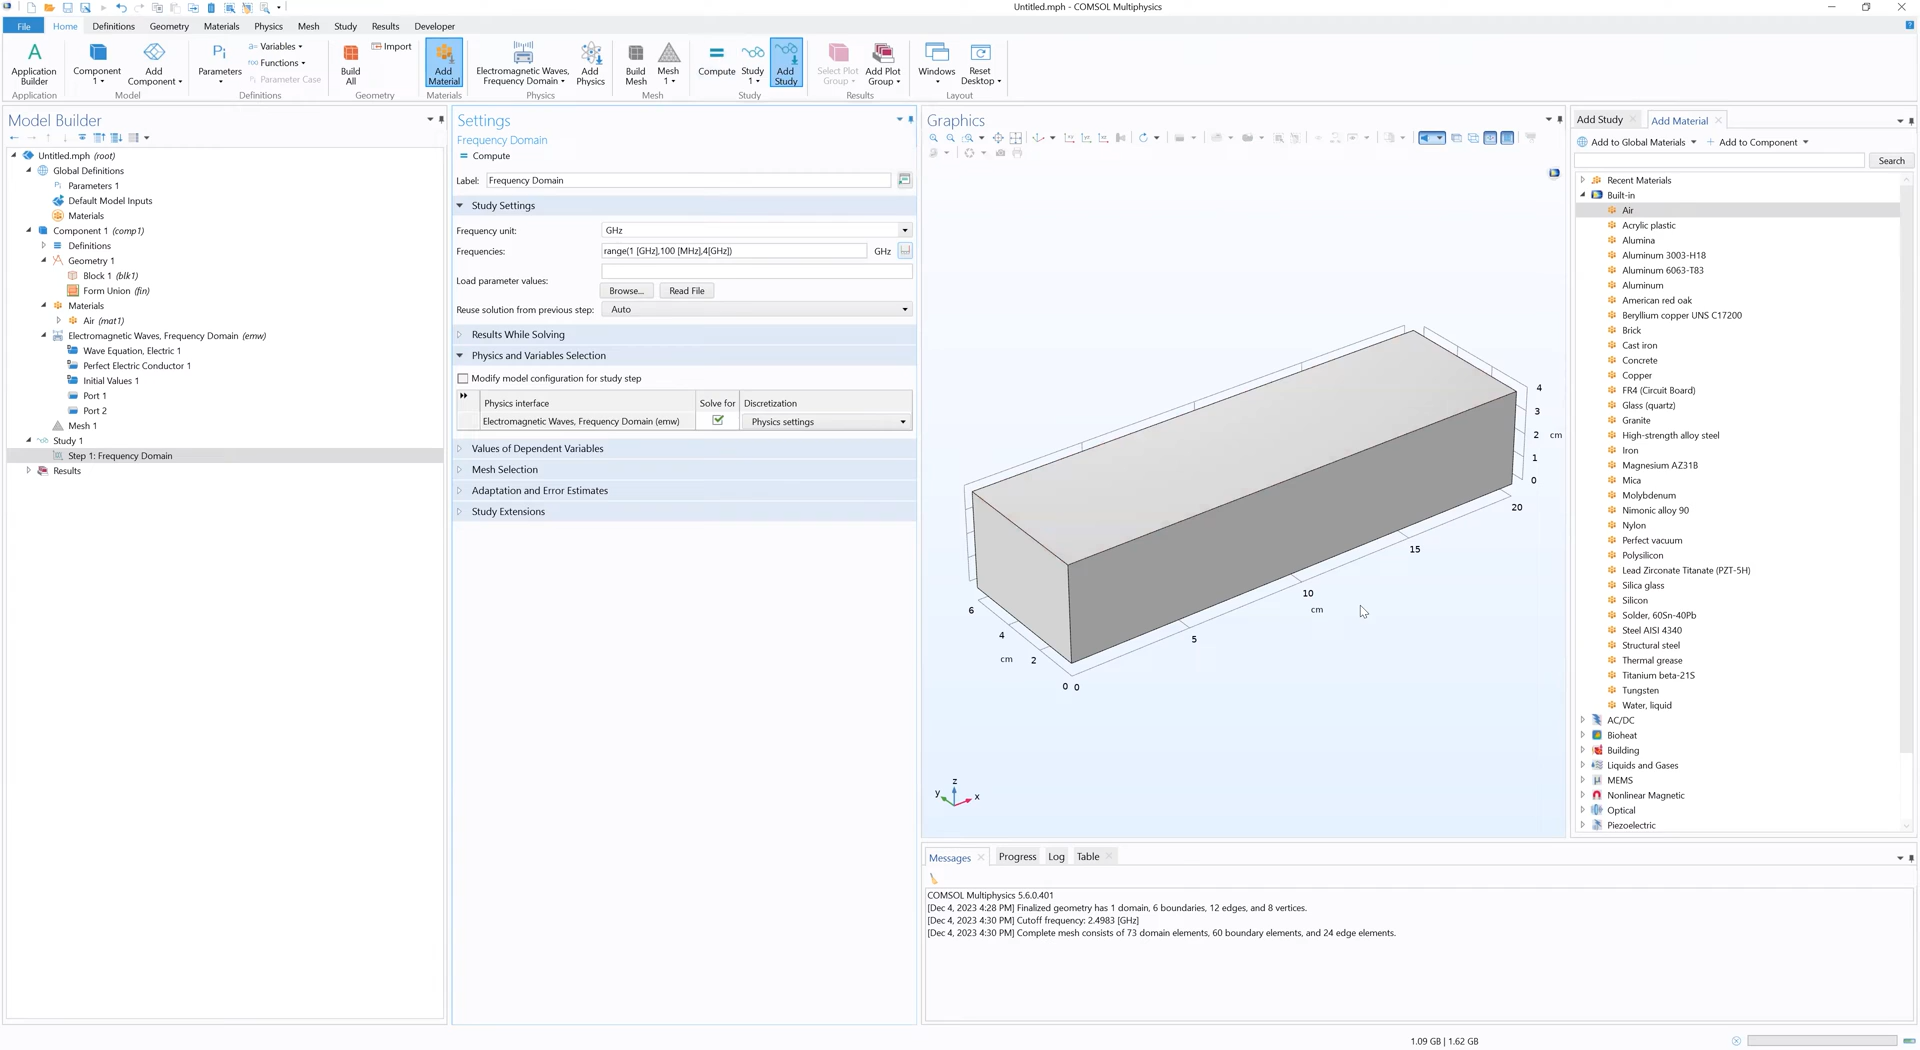 Untitled.mph - COMSOL Multiphysics
File Home Definitions Geometry Materials Physics Mesh Study Results Developer
Application Builder
Component 1
Add Component
Parameters
a= Variables
Functions
Parameter Case
Build All
Import
Add Material
Electromagnetic Waves, Frequency Domain
Add Physics
Build Mesh
Mesh 1
Compute
Study 1
Add Study
Select Plot Group
Add Plot Group
Windows
Reset Desktop
Application Model Definitions Geometry Materials Physics Mesh Study Results Layout
Model Builder
Untitled.mph (root)
Global Definitions
Parameters 1
Default Model Inputs
Materials
Component 1 (comp1)
Definitions
Geometry 1
Block 1 (blk1)
Form Union (fin)
Materials
Air (mat1)
Electromagnetic Waves, Frequency Domain (emw)
Wave Equation, Electric 1
Perfect Electric Conductor 1
Initial Values 1
Port 1
Port 2
Mesh 1
Study 1
Step 1: Frequency Domain
Results
Settings
Frequency Domain
= Compute
Label: Frequency Domain
Study Settings
Frequency unit: GHz
Frequencies: range(1 [GHz],100 [MHz],4[GHz]) GHz
Load parameter values:
Browse... Read File
Reuse solution from previous step: Auto
Results While Solving
Physics and Variables Selection
Modify model configuration for study step
Physics interface Solve for Discretization
Electromagnetic Waves, Frequency Domain (emw) Physics settings
Values of Dependent Variables
Mesh Selection
Adaptation and Error Estimates
Study Extensions
Graphics
4
3
2 cm
1
0
20
15
10
cm
5
6
4
cm 2
0 0
z
y x
Messages Progress Log Table
COMSOL Multiphysics 5.6.0.401
[Dec 4, 2023 4:28 PM] Finalized geometry has 1 domain, 6 boundaries, 12 edges, and 8 vertices.
[Dec 4, 2023 4:30 PM] Cutoff frequency: 2.4983 [GHz]
[Dec 4, 2023 4:30 PM] Complete mesh consists of 73 domain elements, 60 boundary elements, and 24 edge elements.
Add Study Add Material
Add to Global Materials + Add to Component
Search
Recent Materials
Built-in
Air
Acrylic plastic
Alumina
Aluminum 3003-H18
Aluminum 6063-T83
Aluminum
American red oak
Beryllium copper UNS C17200
Brick
Cast iron
Concrete
Copper
FR4 (Circuit Board)
Glass (quartz)
Granite
High-strength alloy steel
Iron
Magnesium AZ31B
Mica
Molybdenum
Nimonic alloy 90
Nylon
Perfect vacuum
Polysilicon
Lead Zirconate Titanate (PZT-5H)
Silica glass
Silicon
Solder, 60Sn-40Pb
Steel AISI 4340
Structural steel
Thermal grease
Titanium beta-21S
Tungsten
Water, liquid
AC/DC
Bioheat
Building
Liquids and Gases
MEMS
Nonlinear Magnetic
Optical
Piezoelectric
1.09 GB | 1.62 GB